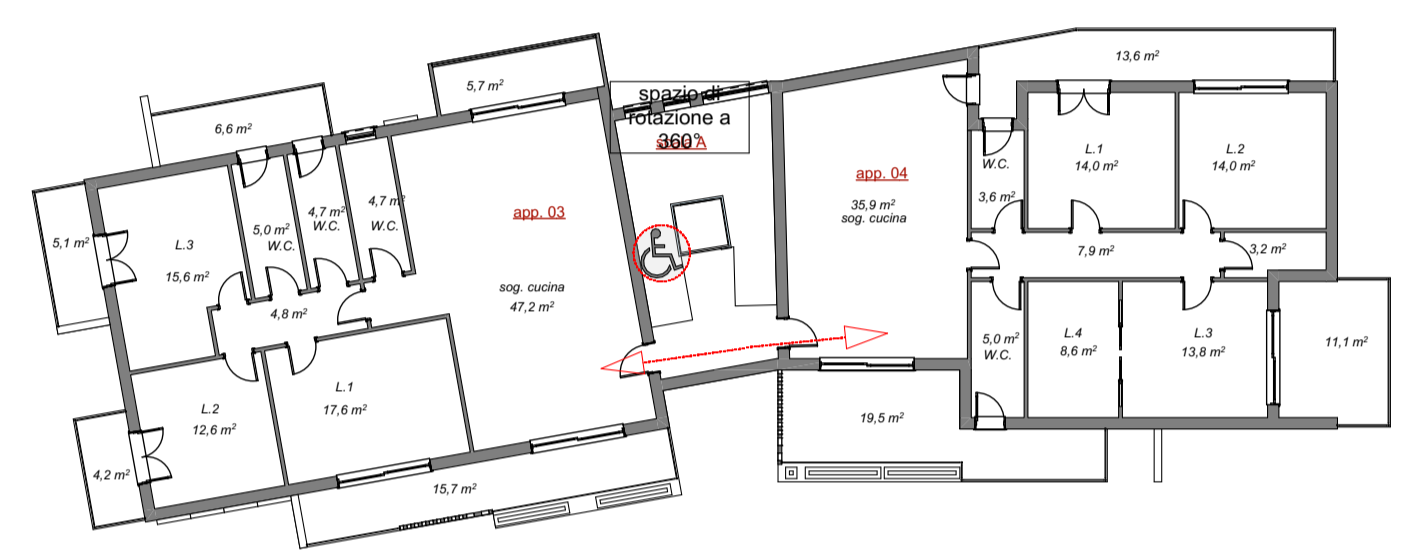 13,6 m²
5,7 m²
spazio di
rotazione a
360°
6,6 m²
L.1
14,0 m²
L.2
14,0 m²
W.C.
3,6 m²
app. 04
35,9 m²
sog. cucina
4,7 m²
W.C.
4,7 m²
W.C.
5,0 m²
W.C.
app. 03
5,1 m²
L.3
15,6 m²
7,9 m²
3,2 m²
sog. cucina
47,2 m²
4,8 m²
5,0 m²
W.C.
L.4
8,6 m²
L.3
13,8 m²
11,1 m²
L.1
17,6 m²
L.2
12,6 m²
19,5 m²
4,2 m²
15,7 m²